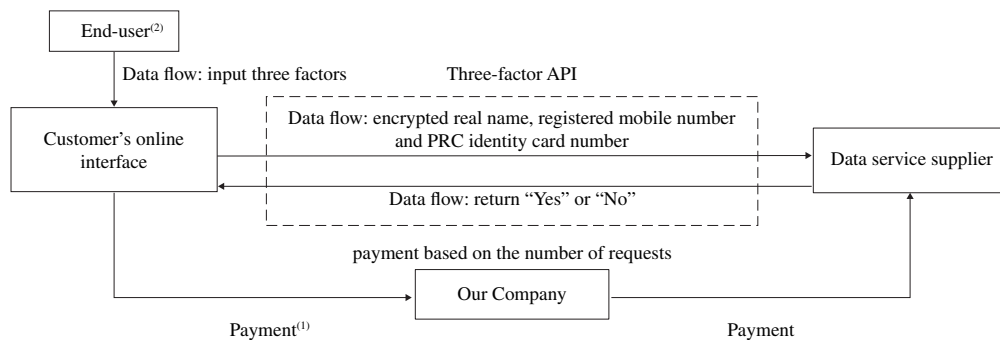 End-user(2)
Data flow: input three factors
Three-factor API
Customer’s online
interface
Data flow: encrypted real name, registered mobile number
and PRC identity card number
Data service supplier
Data flow: return “Yes” or “No”
payment based on the number of requests
Our Company
Payment(1)
Payment